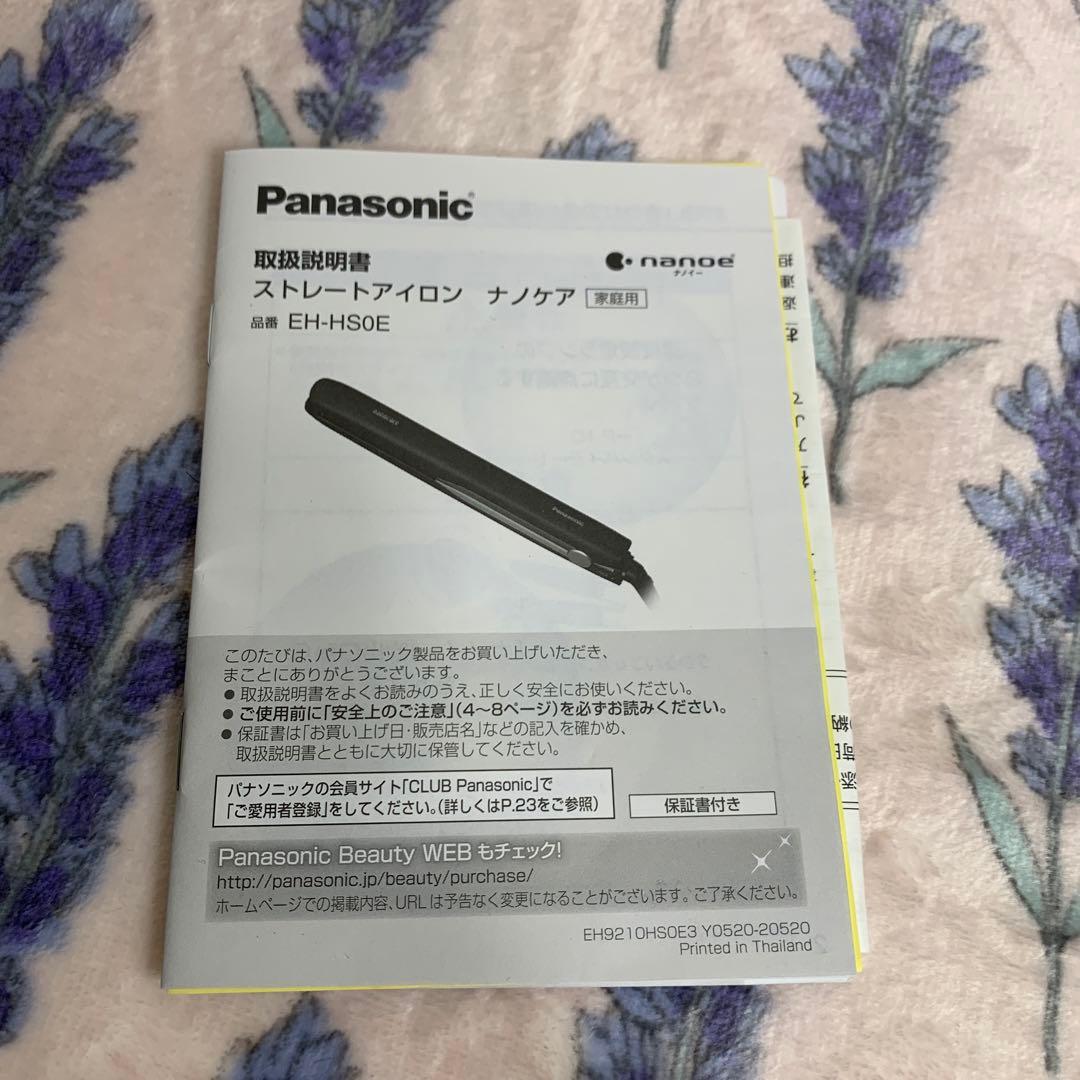 Panasonic
取扱説明書
nanoe
ナノイー
ストレートアイロン ナノケア 家庭用
品番 EH-HS0E
Panasonic
このたびは、パナソニック製品をお買い上げいただき、
まことにありがとうございます。
● 取扱説明書をよくお読みのうえ、正しく安全にお使いください。
● ご使用前に「安全上のご注意」(4～8ページ)を必ずお読みください。
● 保証書は「お買い上げ日・販売店名」などの記入を確かめ、
取扱説明書とともに大切に保管してください。
パナソニックの会員サイト「CLUB Panasonic」で
「ご愛用者登録」をしてください。(詳しくはP.23をご参照)
保証書付き
Panasonic Beauty WEB もチェック!
http://panasonic.jp/beauty/purchase/
ホームページでの掲載内容、URLは予告なく変更になることがございます。ご了承ください。
EH9210HS0E3 Y0520-20520
Printed in Thailand